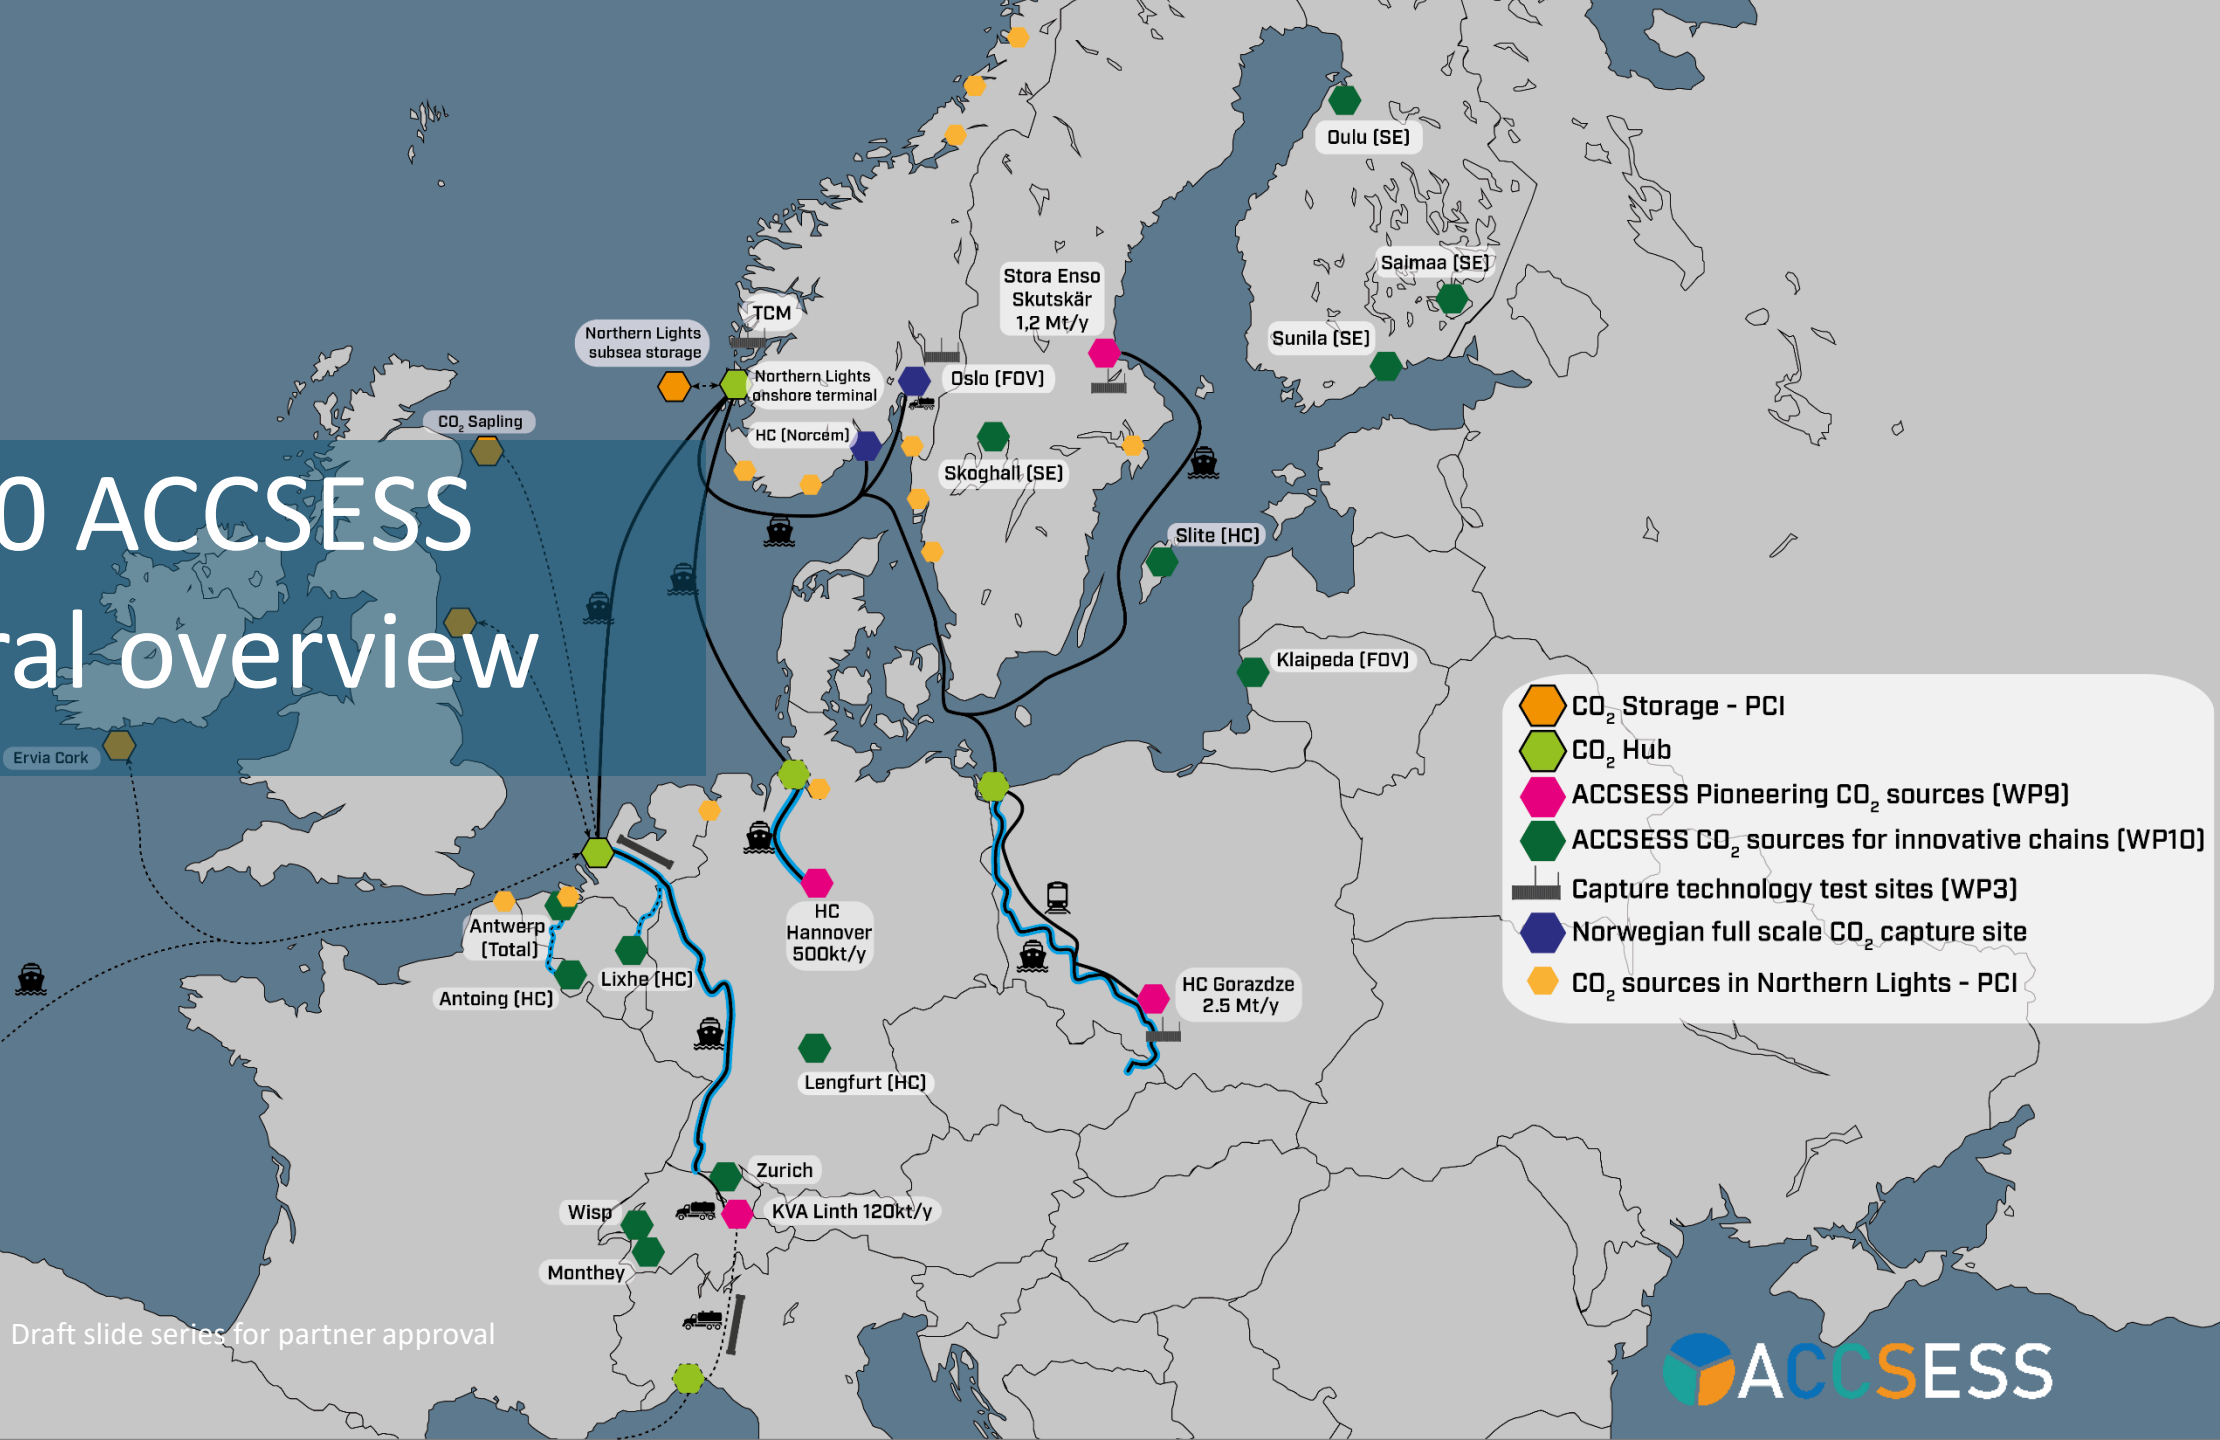 Oulu (SE)
Saimaa (SE)
Stora Enso
Skutskär
1,2 Mt/y
TCM
Northern Lights
subsea storage
Sunila (SE)
Northern Lights
onshore terminal
Oslo (FOV)
CO₂ Sapling
HC (Norcem)
Skoghall (SE)
0 ACCSESS
ral overview
Slite (HC)
Klaipeda (FOV)
Ervia Cork
CO₂ Storage - PCI
CO₂ Hub
ACCSESS Pioneering CO₂ sources (WP9)
ACCSESS CO₂ sources for innovative chains (WP10)
Capture technology test sites (WP3)
Norwegian full scale CO₂ capture site
CO₂ sources in Northern Lights - PCI
HC
Hannover
500kt/y
Antwerp
(Total)
Lixhe (HC)
Antoing (HC)
HC Gorazdze
2.5 Mt/y
Lengfurt (HC)
Zurich
Wisp
KVA Linth 120kt/y
Monthey
Draft slide series for partner approval
ACCSESS